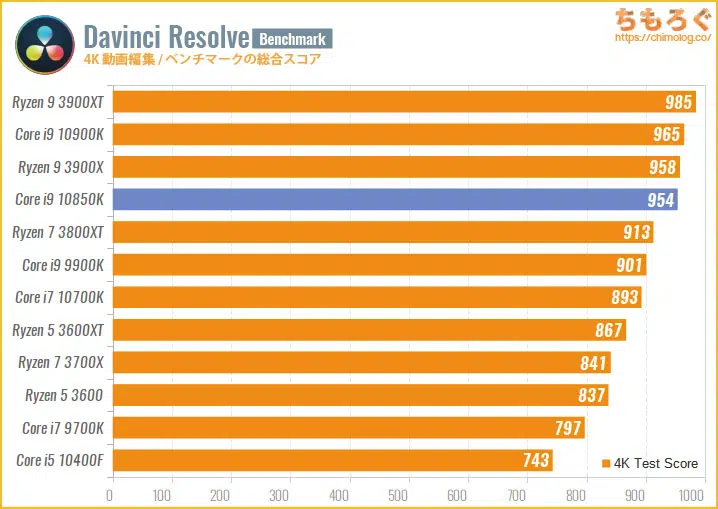 Davinci Resolve Benchmark
4K 動画編集 / ベンチマークの総合スコア
ちもろぐ
https://chimolog.co/
Ryzen 9 3900XT 985
Core i9 10900K 965
Ryzen 9 3900X 958
Core i9 10850K 954
Ryzen 7 3800XT 913
Core i9 9900K 901
Core i7 10700K 893
Ryzen 5 3600XT 867
Ryzen 7 3700X 841
Ryzen 5 3600 837
Core i7 9700K 797
Core i5 10400F 743
4K Test Score
0 100 200 300 400 500 600 700 800 900 1000